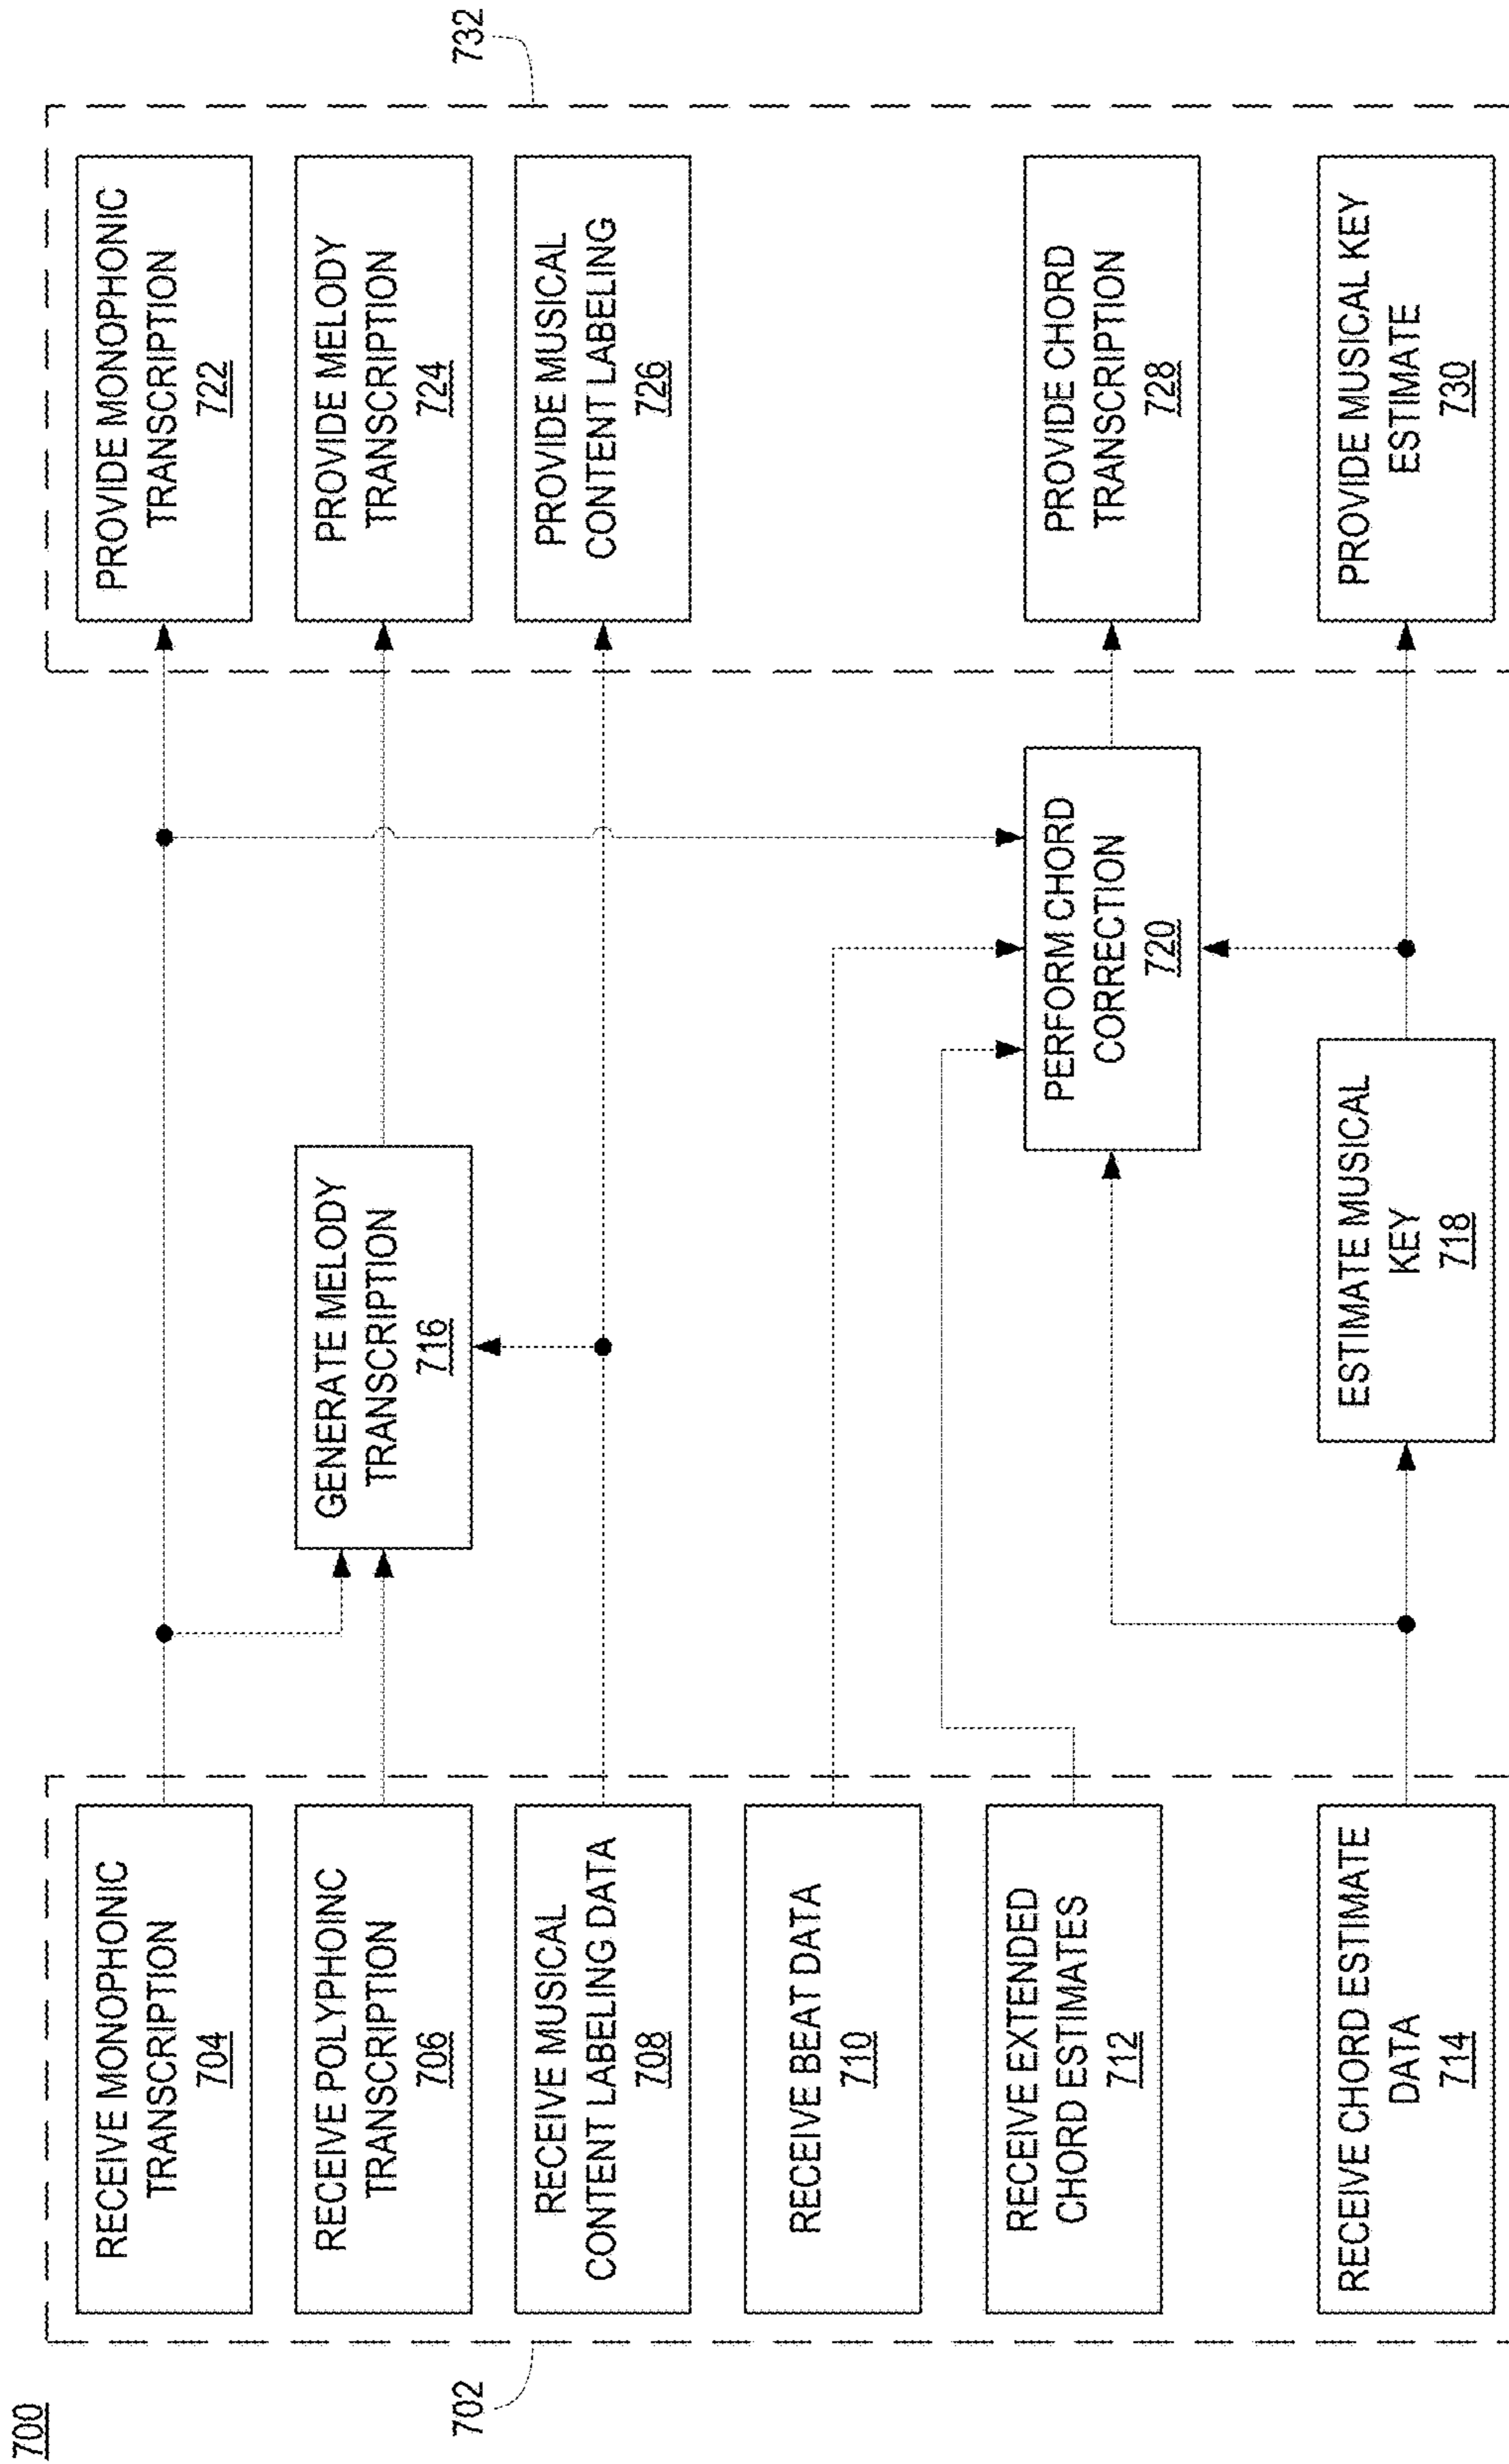 700
702
RECEIVE MONOPHONIC
TRANSCRIPTION
704
RECEIVE POLYPHOINC
TRANSCRIPTION
706
RECEIVE MUSICAL
CONTENT LABELING DATA
708
RECEIVE BEAT DATA
710
RECEIVE EXTENDED
CHORD ESTIMATES
712
RECEIVE CHORD ESTIMATE
DATA
714
GENERATE MELODY
TRANSCRIPTION
716
ESTIMATE MUSICAL
KEY
718
PERFORM CHORD
CORRECTION
720
PROVIDE MONOPHONIC
TRANSCRIPTION
722
PROVIDE MELODY
TRANSCRIPTION
724
PROVIDE MUSICAL
CONTENT LABELING
726
PROVIDE CHORD
TRANSCRIPTION
728
PROVIDE MUSICAL KEY
ESTIMATE
730
732